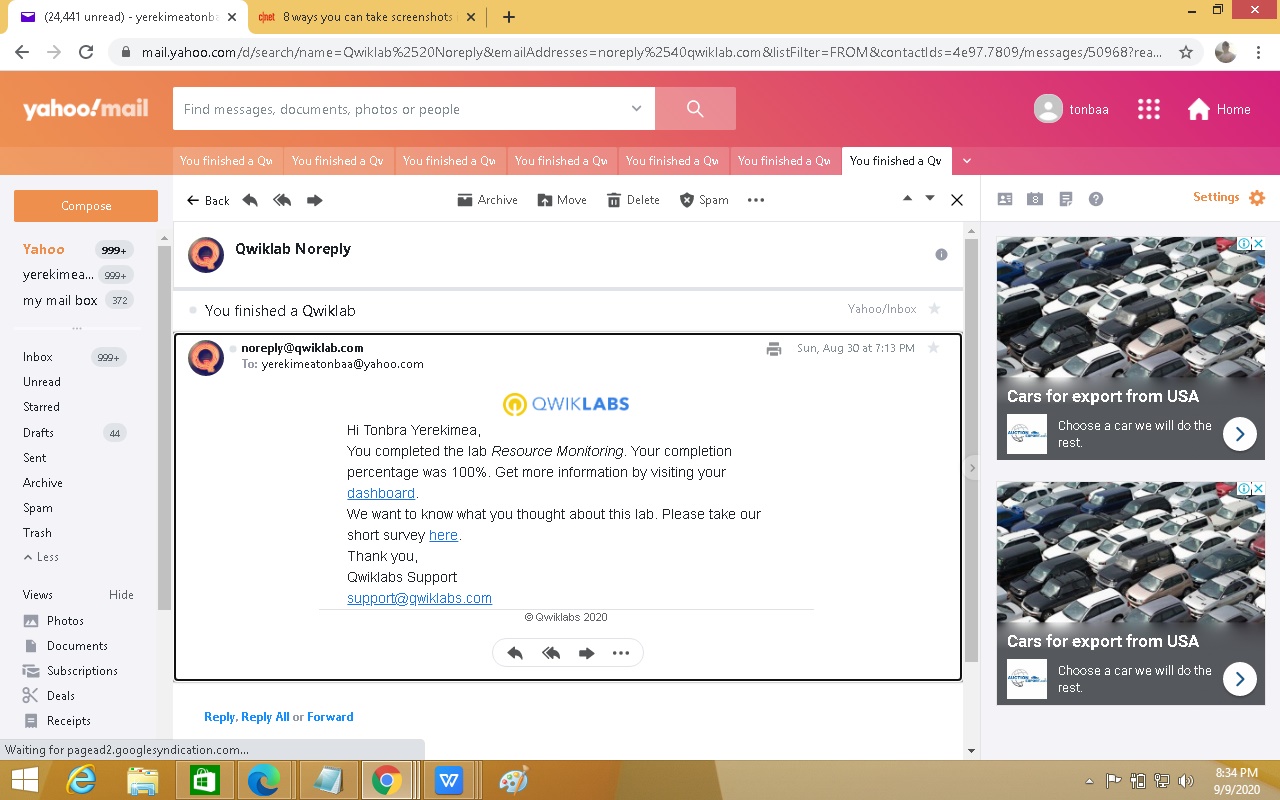 (24,441 unread) - yerekimeatonba
8 ways you can take screenshots
mail.yahoo.com/d/search/name=Qwiklab%2520Noreply&emailAddresses=noreply%2540qwiklab.com&listFilter=FROM&contactIds=4e97.7809/messages/50968?rea...
yahoo!mail
Find messages, documents, photos or people
tonbaa
Home
You finished a Qw
You finished a Qw
You finished a Qw
You finished a Qw
You finished a Qw
You finished a Qw
You finished a Qw
Compose
Back
Archive
Move
Delete
Spam
Settings
Yahoo 999+
yerekimea... 999+
my mail box 372
Inbox 999+
Unread
Starred
Drafts 44
Sent
Archive
Spam
Trash
Less
Views Hide
Photos
Documents
Subscriptions
Deals
Receipts
Qwiklab Noreply
You finished a Qwiklab
Yahoo/Inbox
noreply@qwiklab.com
Sun, Aug 30 at 7:13 PM
To: yerekimeatonbaa@yahoo.com
QWIKLABS
Hi Tonbra Yerekimea,
You completed the lab Resource Monitoring. Your completion
percentage was 100%. Get more information by visiting your
dashboard.
We want to know what you thought about this lab. Please take our
short survey here.
Thank you,
Qwiklabs Support
support@qwiklabs.com
© Qwiklabs 2020
Reply, Reply All or Forward
Cars for export from USA
Choose a car we will do the
rest.
Cars for export from USA
Choose a car we will do the
rest.
Waiting for pagead2.googlesyndication.com...
8:34 PM
9/9/2020